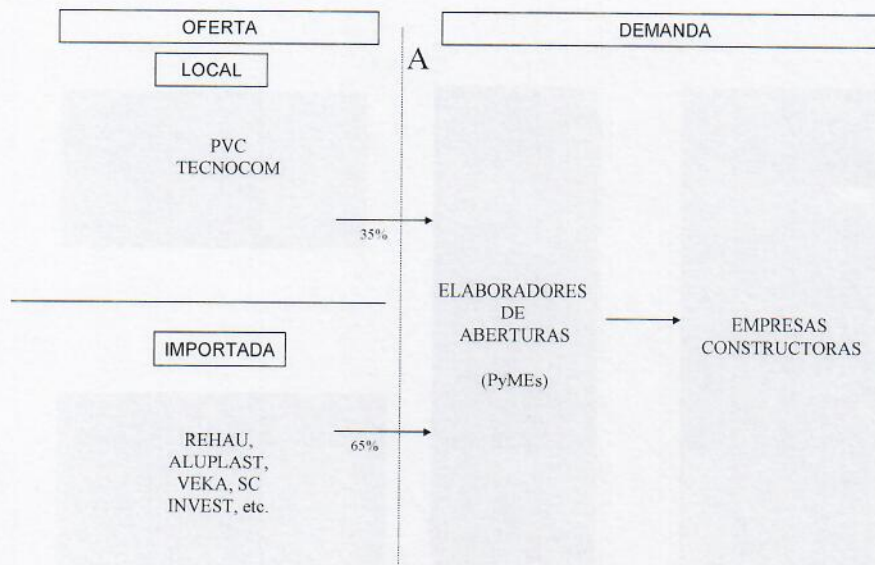 OFERTA
LOCAL
PVC
TECNOCOM
35%
IMPORTADA
REHAU,
ALUPLAST,
VEKA, SC
INVEST, etc.
65%
A
DEMANDA
ELABORADORES
DE
ABERTURAS
(PyMEs)
EMPRESAS
CONSTRUCTORAS